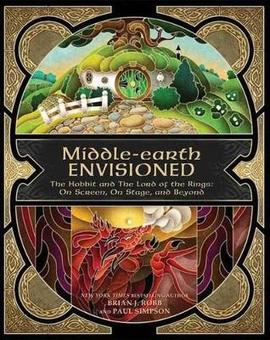 Middle-earth
ENVISIONED
The Hobbit and The Lord of the Rings:
On Screen, On Stage, and Beyond
NEW YORK TIMES BESTSELLING AUTHOR
BRIAN J. ROBB
AND PAUL SIMPSON